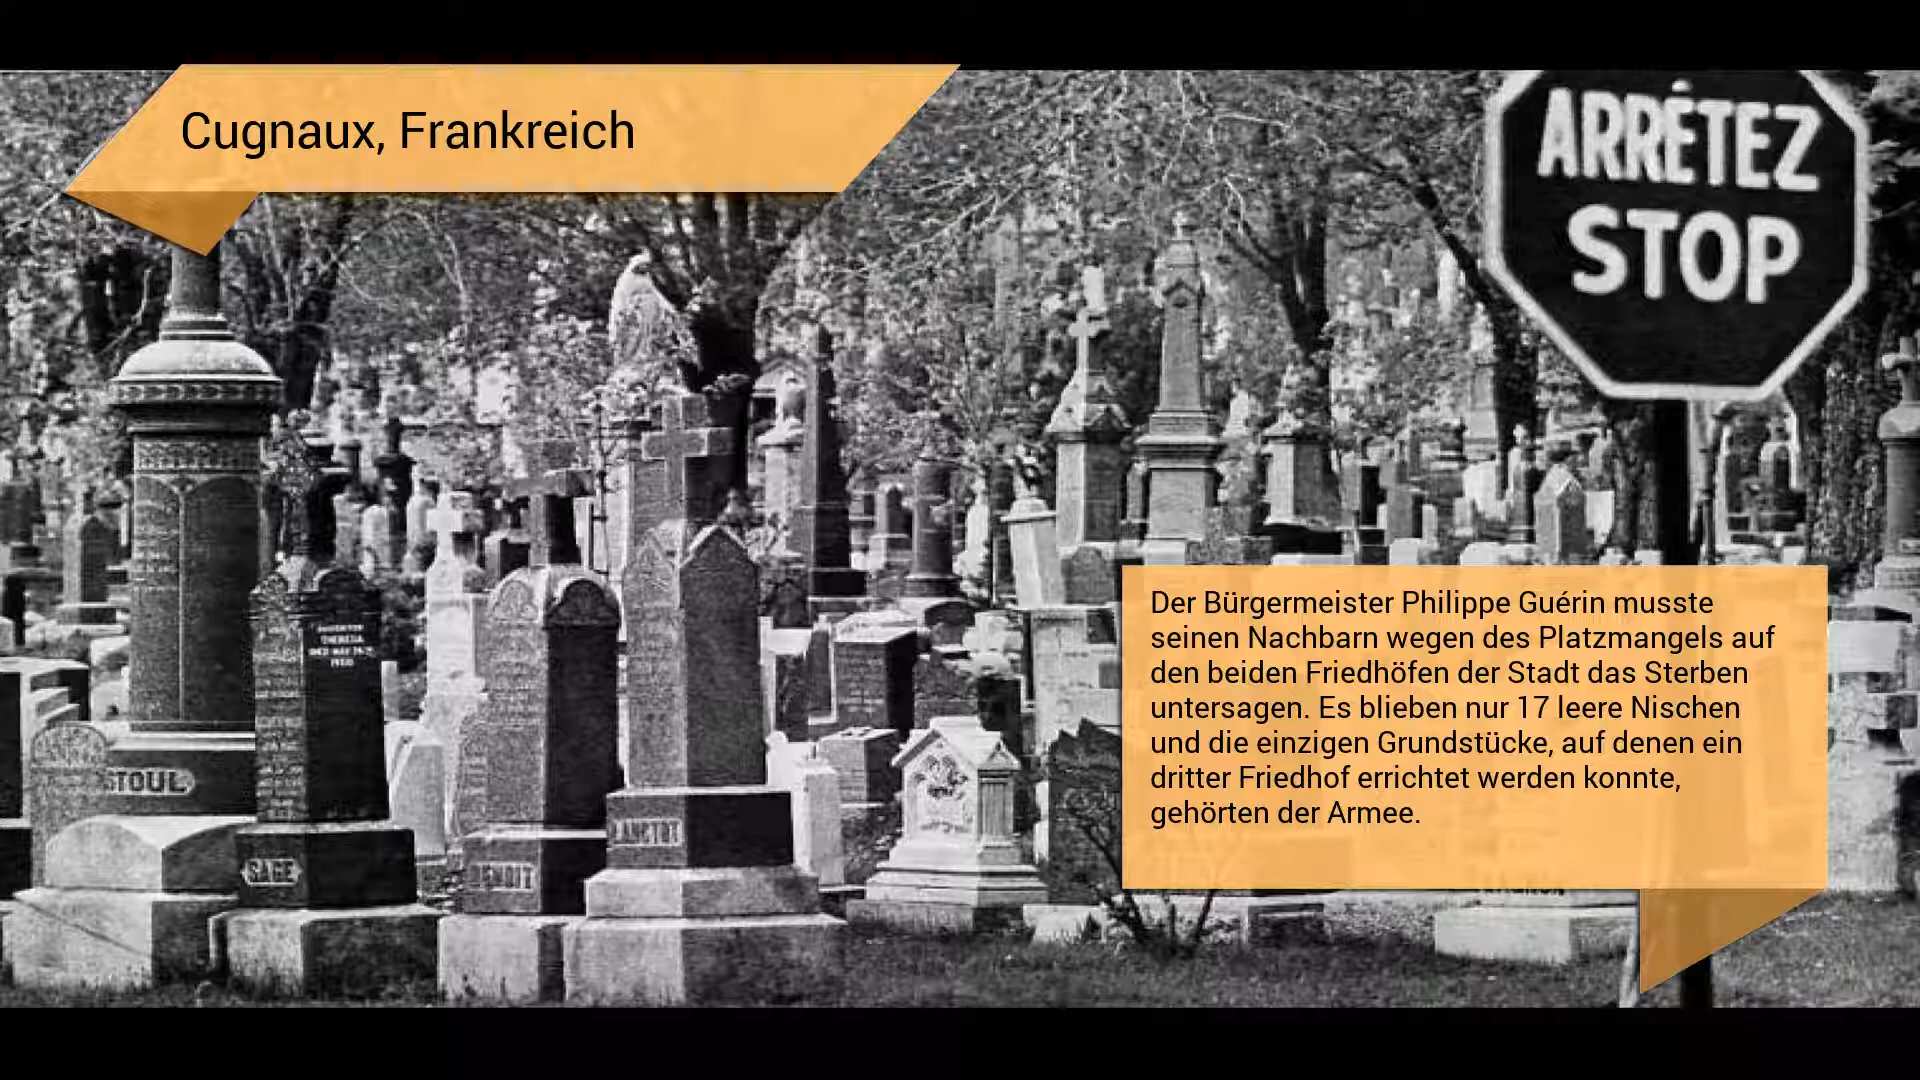 Cugnaux, Frankreich
ARRÊTEZ
STOP
Der Bürgermeister Philippe Guérin musste
seinen Nachbarn wegen des Platzmangels auf
den beiden Friedhöfen der Stadt das Sterben
untersagen. Es blieben nur 17 leere Nischen
und die einzigen Grundstücke, auf denen ein
dritter Friedhof errichtet werden konnte,
gehörten der Armee.
THERESA
STOUL
SAGE
BENOIT
LANCTOT